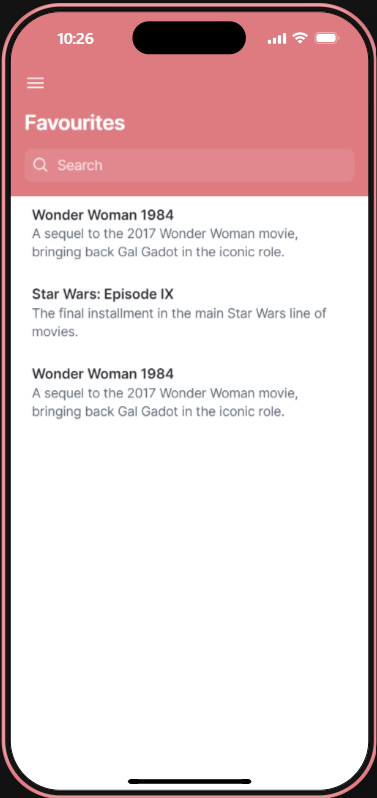 10:26
Favourites
Search
Wonder Woman 1984
A sequel to the 2017 Wonder Woman movie,
bringing back Gal Gadot in the iconic role.
Star Wars: Episode IX
The final installment in the main Star Wars line of
movies.
Wonder Woman 1984
A sequel to the 2017 Wonder Woman movie,
bringing back Gal Gadot in the iconic role.